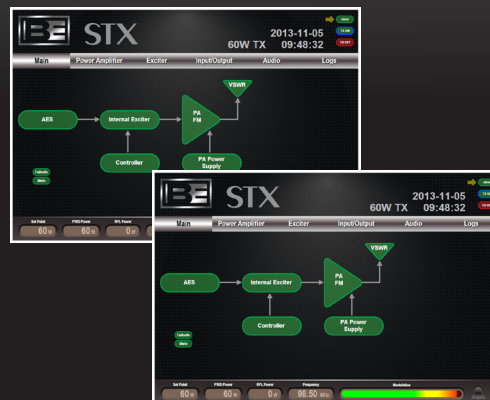 BE STX
2013-11-05
60W TX 09:48:32
Main Power Amplifier Exciter Input/Output Audio Logs
VSWR
AES Internal Exciter PA
FM
Controller PA Power
Supply
Set Point FWD Power RFL Power
60 W 60 W 0 W
BE STX
2013-11-05
60W TX 09:48:32
Main Power Amplifier Exciter Input/Output Audio Logs
VSWR
AES Internal Exciter PA
FM
Controller PA Power
Supply
Set Point FWD Power RFL Power Frequency Modulation
60 W 60 W 0 W 98.50 MHz